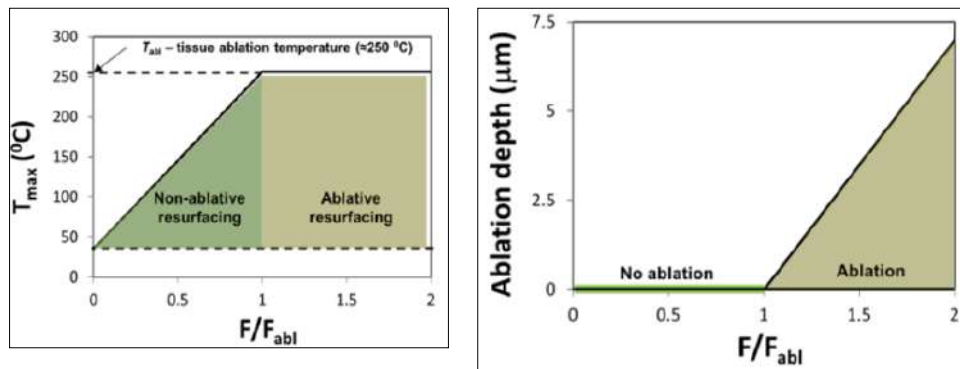 300
250
200
150
100
50
0
T_abl – tissue ablation temperature (≈250 ⁰C)
Non-ablative
resurfacing
Ablative
resurfacing
T_max (⁰C)
0 0.5 1 1.5 2
F/F_abl
7.5
5
2.5
0
Ablation depth (μm)
No ablation
Ablation
0 0.5 1 1.5 2
F/F_abl